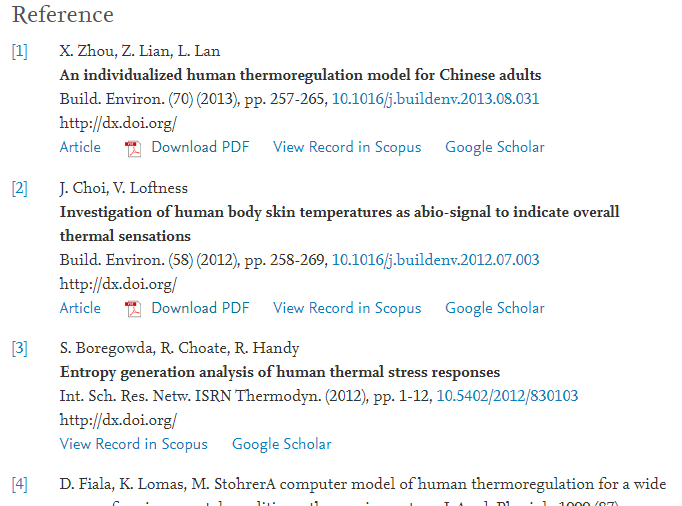 Reference
[1] X. Zhou, Z. Lian, L. Lan
An individualized human thermoregulation model for Chinese adults
Build. Environ. (70) (2013), pp. 257-265, 10.1016/j.buildenv.2013.08.031
http://dx.doi.org/
Article Download PDF View Record in Scopus Google Scholar
[2] J. Choi, V. Loftness
Investigation of human body skin temperatures as abio-signal to indicate overall
thermal sensations
Build. Environ. (58) (2012), pp. 258-269, 10.1016/j.buildenv.2012.07.003
http://dx.doi.org/
Article Download PDF View Record in Scopus Google Scholar
[3] S. Boregowda, R. Choate, R. Handy
Entropy generation analysis of human thermal stress responses
Int. Sch. Res. Netw. ISRN Thermodyn. (2012), pp. 1-12, 10.5402/2012/830103
http://dx.doi.org/
View Record in Scopus Google Scholar
[4] D. Fiala, K. Lomas, M. StohrerA computer model of human thermoregulation for a wide